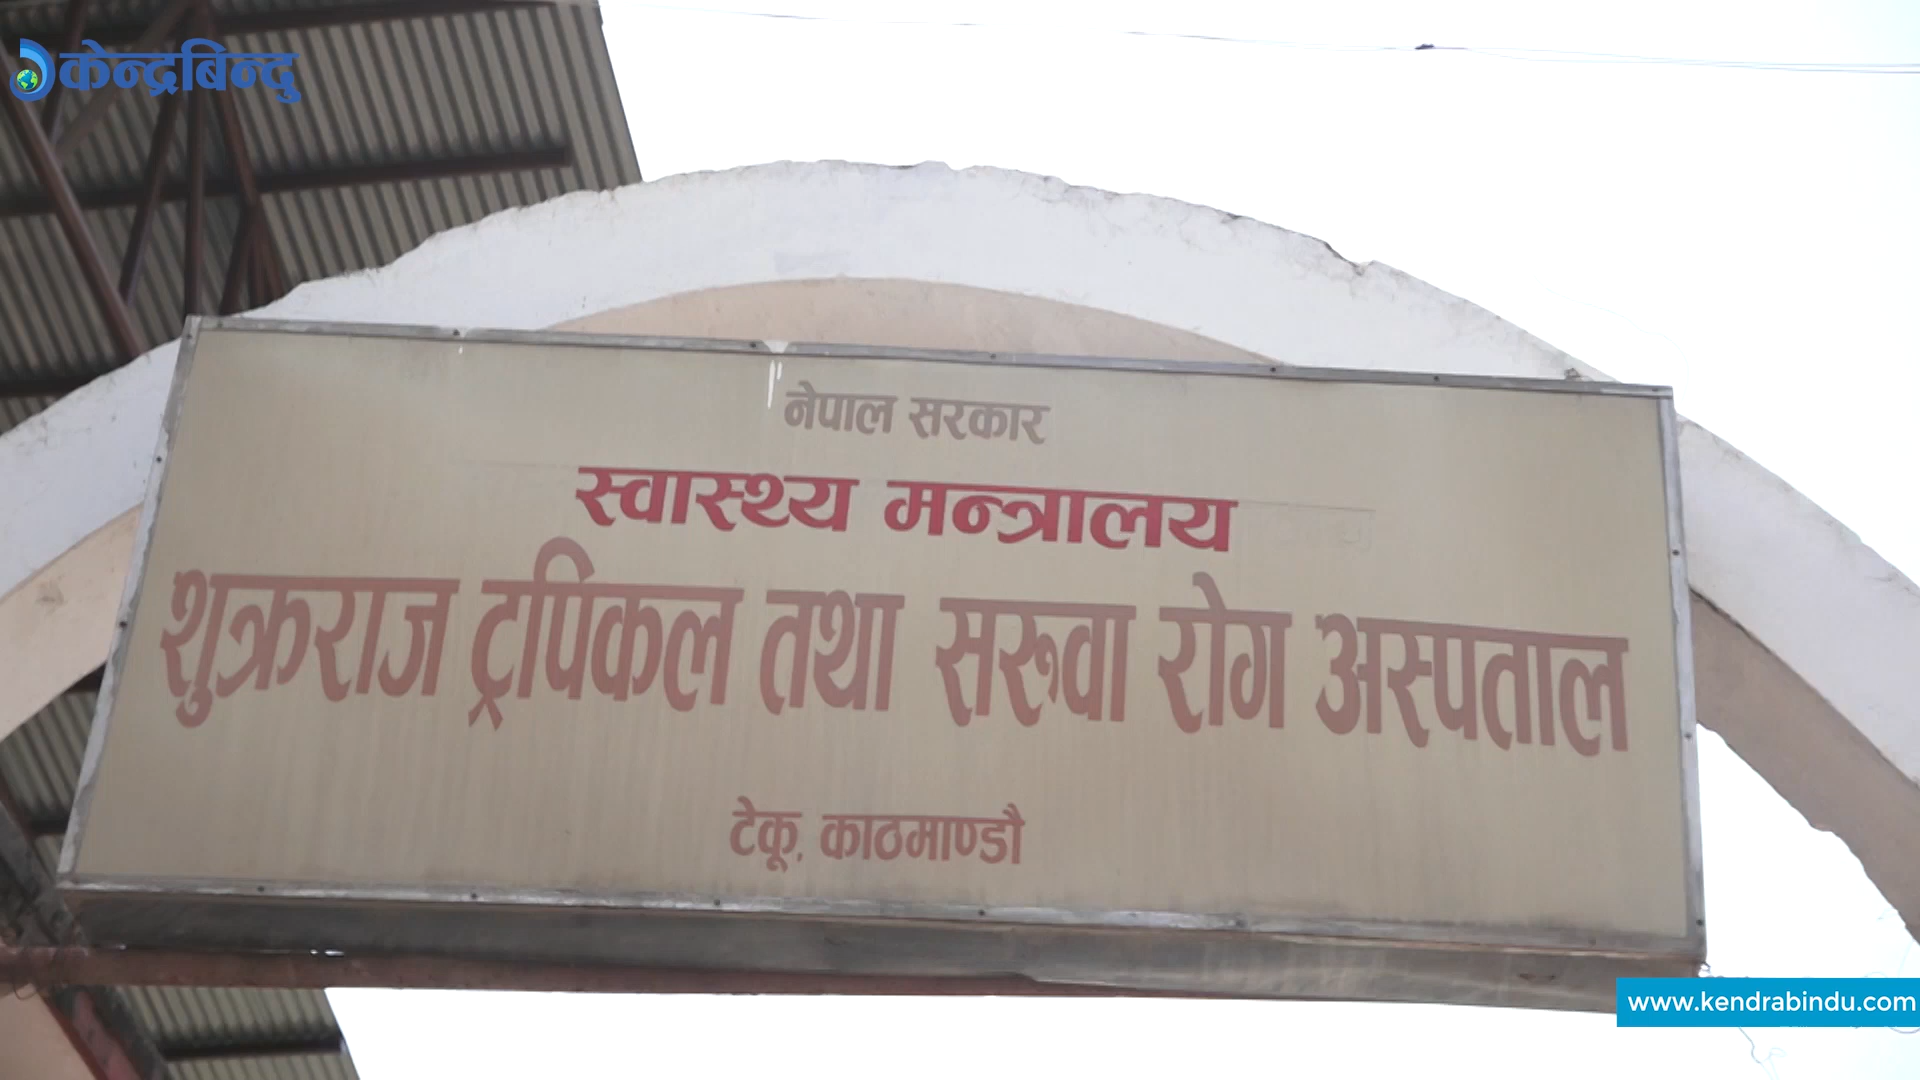 केन्द्रबिन्दु
नेपाल सरकार
स्वास्थ्य मन्त्रालय
शुक्रराज ट्रपिकल तथा सरुवा रोग अस्पताल
टेकू, काठमाण्डौ
www.kendrabindu.com